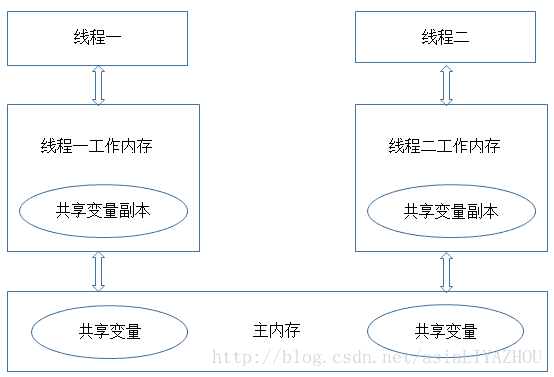 线程一
线程二
线程一工作内存
线程二工作内存
共享变量副本
共享变量副本
共享变量
主内存
共享变量
http://blog.csdn.net/asiaLIYAZHOU